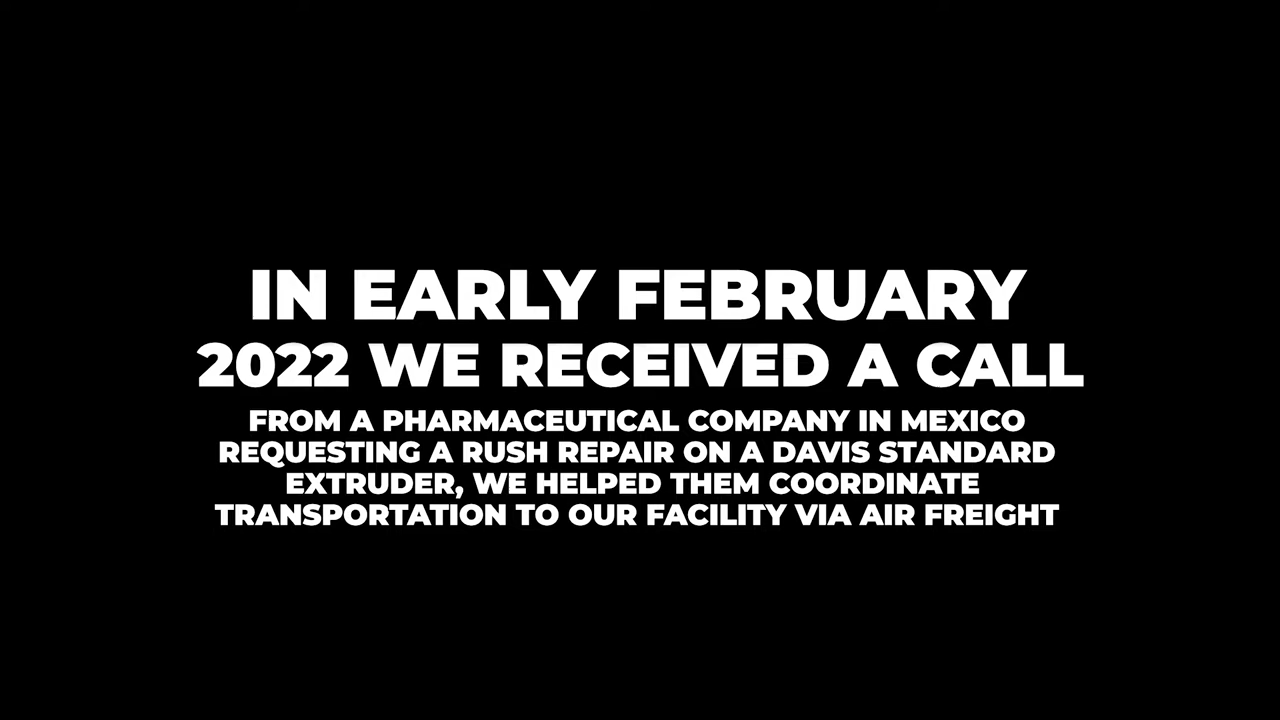 IN EARLY FEBRUARY
2022 WE RECEIVED A CALL
FROM A PHARMACEUTICAL COMPANY IN MEXICO
REQUESTING A RUSH REPAIR ON A DAVIS STANDARD
EXTRUDER, WE HELPED THEM COORDINATE
TRANSPORTATION TO OUR FACILITY VIA AIR FREIGHT